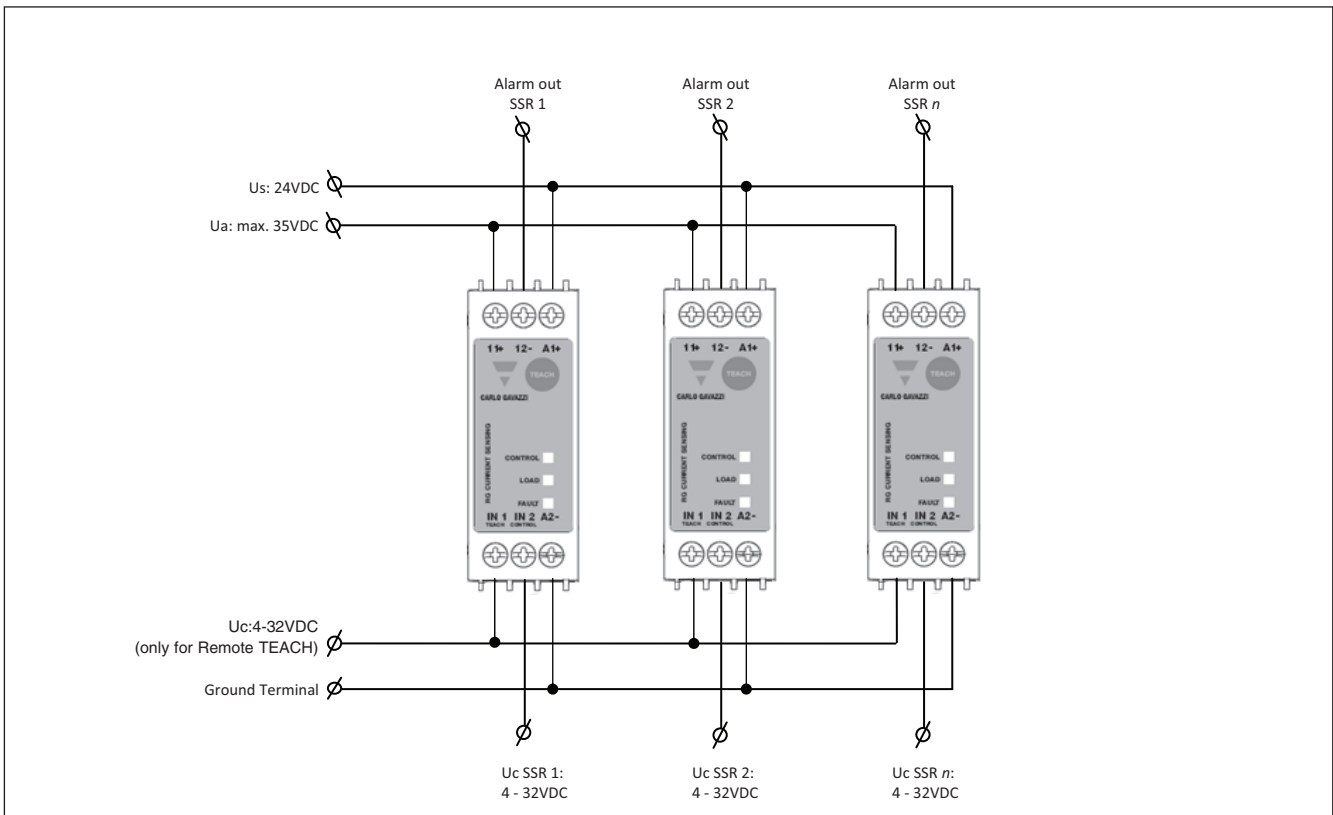 Alarm out
SSR 1
Alarm out
SSR 2
Alarm out
SSR n
Us: 24VDC
Ua: max. 35VDC
11+ 12- A1+
TEACH
CARLO GAVAZZI
RG CURRENT SENSING
CONTROL
LOAD
FAULT
IN 1 IN 2 A2-
TEACH CONTROL
11+ 12- A1+
TEACH
CARLO GAVAZZI
RG CURRENT SENSING
CONTROL
LOAD
FAULT
IN 1 IN 2 A2-
TEACH CONTROL
11+ 12- A1+
TEACH
CARLO GAVAZZI
RG CURRENT SENSING
CONTROL
LOAD
FAULT
IN 1 IN 2 A2-
TEACH CONTROL
Uc:4-32VDC
(only for Remote TEACH)
Ground Terminal
Uc SSR 1:
4 - 32VDC
Uc SSR 2:
4 - 32VDC
Uc SSR n:
4 - 32VDC